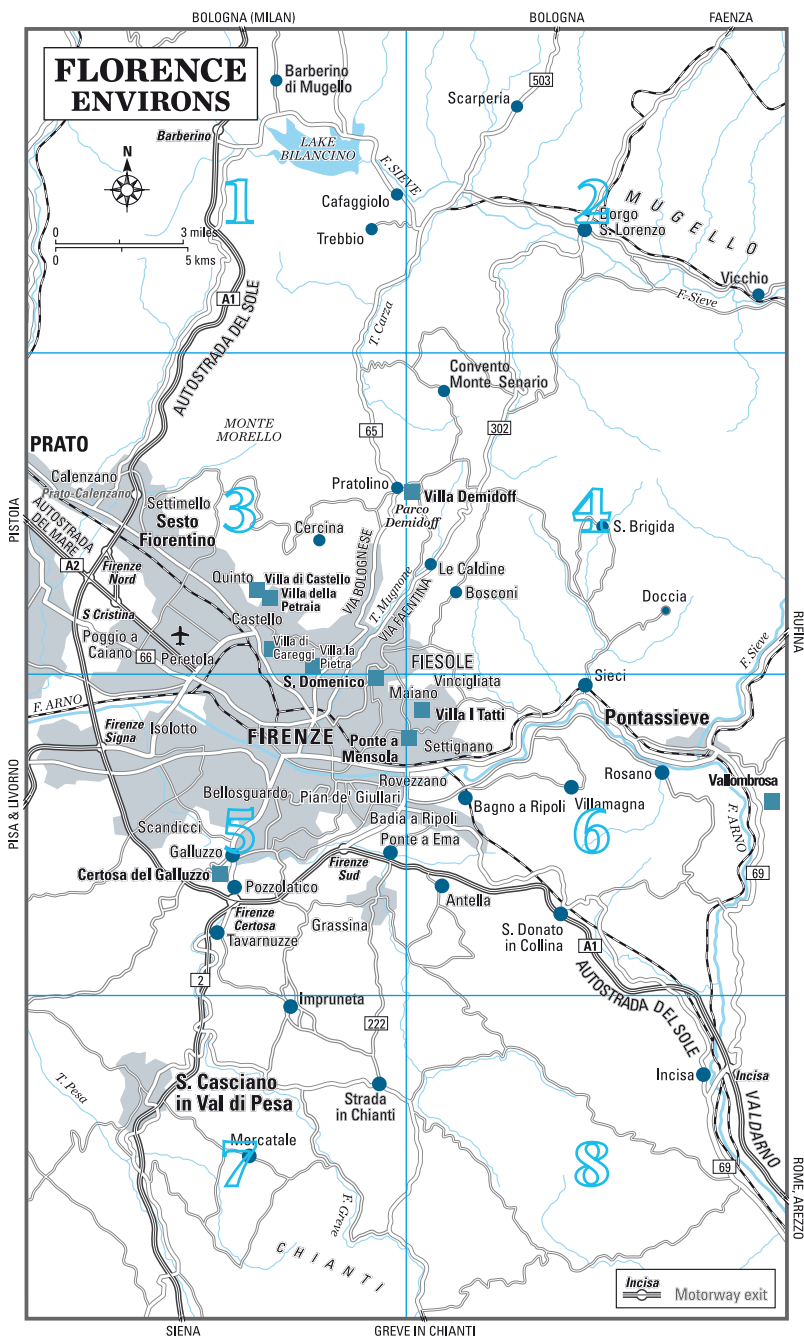 BOLOGNA (MILAN)
BOLOGNA
FAENZA
FLORENCE
ENVIRONS
Barberino
di Mugello
503
Scarperia
Barberino
LAKE
BILANCINO
N
F. SIEVE
1
Cafaggiolo
2
MUGELLO
Borgo
S. Lorenzo
0
3 miles
Trebbio
0
5 kms
Vicchio
F. Sieve
A1
AUTOSTRADA DEL SOLE
T. Carza
Convento
Monte Senario
MONTE
MORELLO
65
302
PRATO
Calenzano
Prato-Calenzano
Pratolino
Villa Demidoff
Settimello
3
Parco
Demidoff
4
PISTOIA
AUTOSTRADA
DEL MARE
Sesto
Fiorentino
Cercina
S. Brigida
VIA BOLOGNESE
A2
Firenze
Nord
Le Caldine
Quinto
Villa di Castello
Villa della
Petraia
T. Mugnone
VIA FAENTINA
Bosconi
Doccia
S Cristina
Castello
RUFINA
Poggio a
Caiano
66
Peretola
Villa di
Careggi
Villa la
Pietra
FIESOLE
F. Sieve
S. Domenico
Vincigliata
Sieci
F. ARNO
Maiano
Firenze
Signa
Isolotto
Villa I Tatti
Pontassieve
FIRENZE
Ponte a
Mensola
Settignano
PISA & LIVORNO
Rovezzano
Rosano
Vallombrosa
Bellosguardo
Pian de' Giullari
Bagno a Ripoli
Villamagna
F. ARNO
Scandicci
5
Badia a Ripoli
6
Galluzzo
Ponte a Ema
Certosa del Galluzzo
Firenze
Sud
69
Pozzolatico
Antella
Firenze
Certosa
Grassina
S. Donato
in Collina
Tavarnuzze
A1
2
AUTOSTRADA DEL SOLE
Impruneta
222
T. Pesa
S. Casciano
in Val di Pesa
Strada
in Chianti
Incisa
Incisa
VALDARNO
Mercatale
7
8
69
ROME, AREZZO
F. Greve
CHIANTI
Incisa
Motorway exit
SIENA
GREVE IN CHIANTI